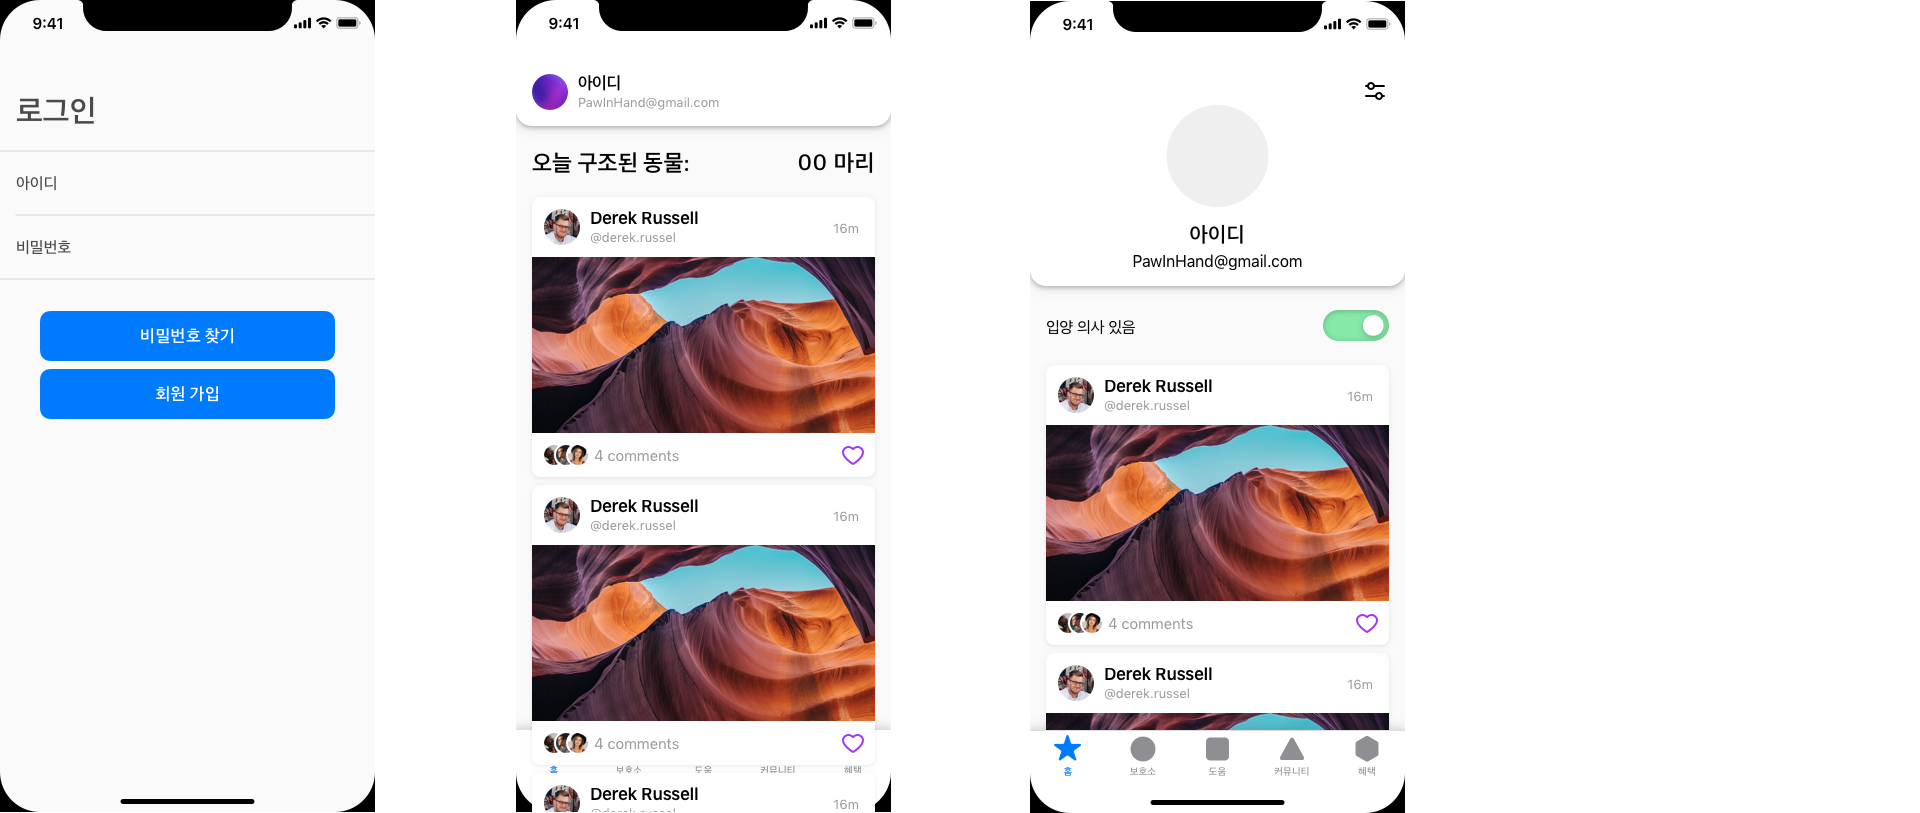 9:41
로그인
아이디
비밀번호
비밀번호 찾기
회원 가입
9:41
아이디
PawInHand@gmail.com
오늘 구조된 동물:
00 마리
Derek Russell
@derek.russel
16m
4 comments
Derek Russell
@derek.russel
16m
4 comments
홈
보호소
도움
커뮤니티
혜택
Derek Russell
@derek.russel
16m
9:41
아이디
PawInHand@gmail.com
입양 의사 있음
Derek Russell
@derek.russel
16m
4 comments
Derek Russell
@derek.russel
16m
홈
보호소
도움
커뮤니티
혜택